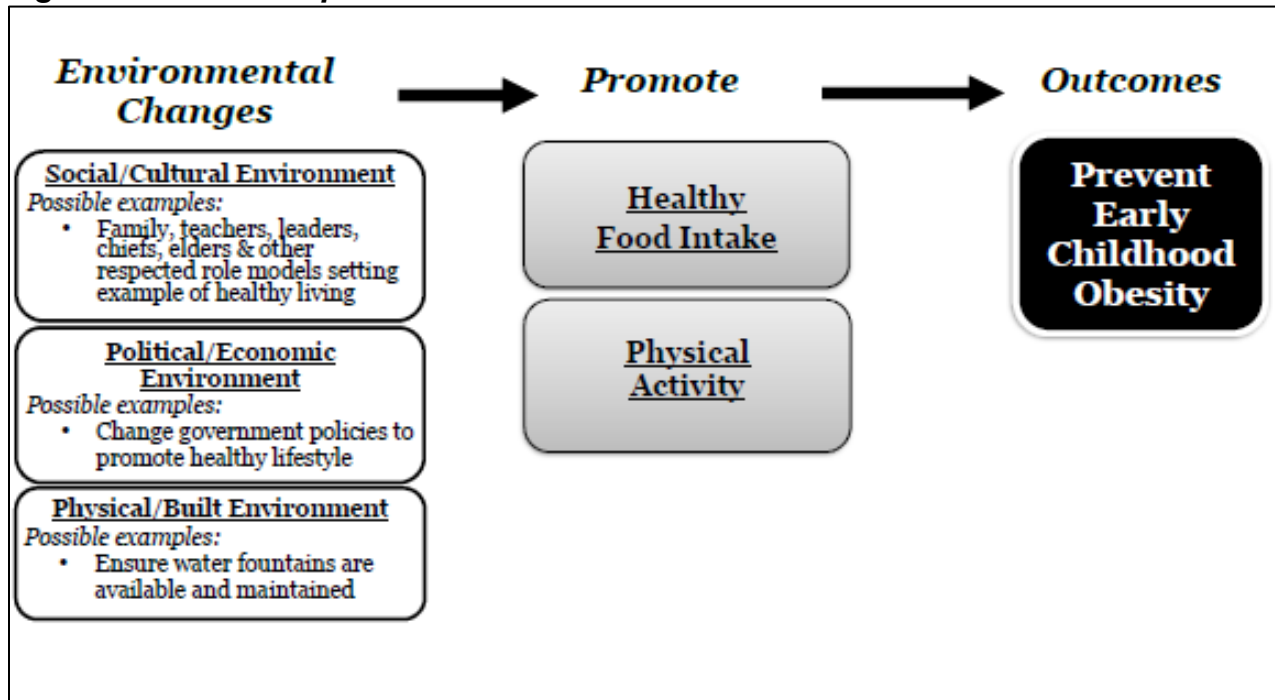 Environmental
Changes
Promote
Outcomes
Social/Cultural Environment
Possible examples:
• Family, teachers, leaders,
chiefs, elders & other
respected role models setting
example of healthy living
Political/Economic
Environment
Possible examples:
• Change government policies to
promote healthy lifestyle
Physical/Built Environment
Possible examples:
• Ensure water fountains are
available and maintained
Healthy
Food Intake
Physical
Activity
Prevent
Early
Childhood
Obesity